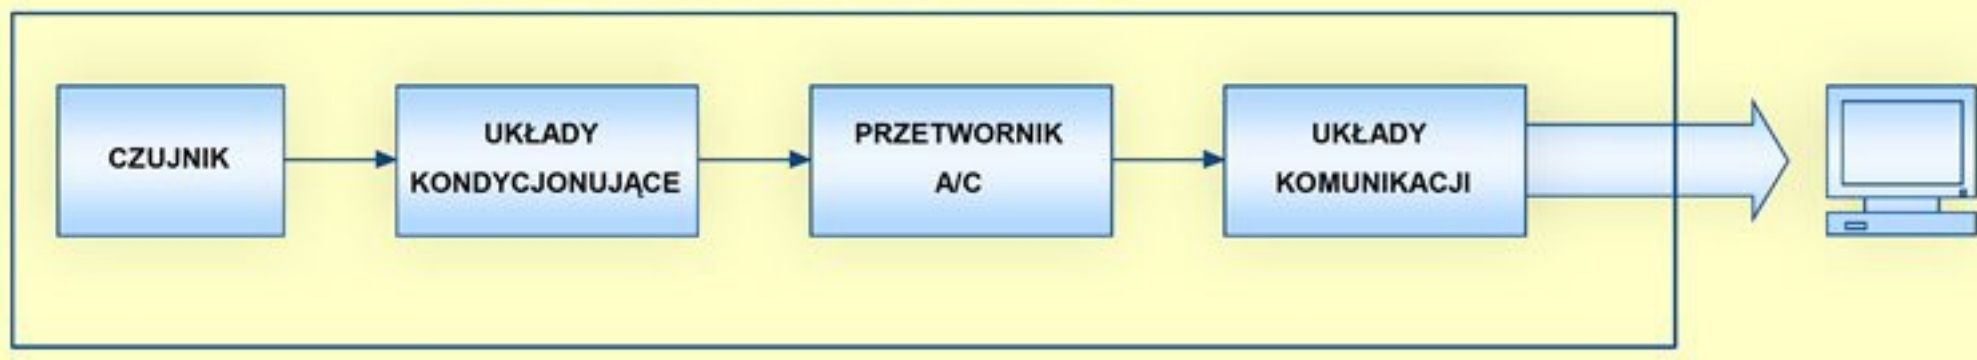 CZUJNIK
UKŁADY
KONDYCJONUJĄCE
PRZETWORNIK
A/C
UKŁADY
KOMUNIKACJI